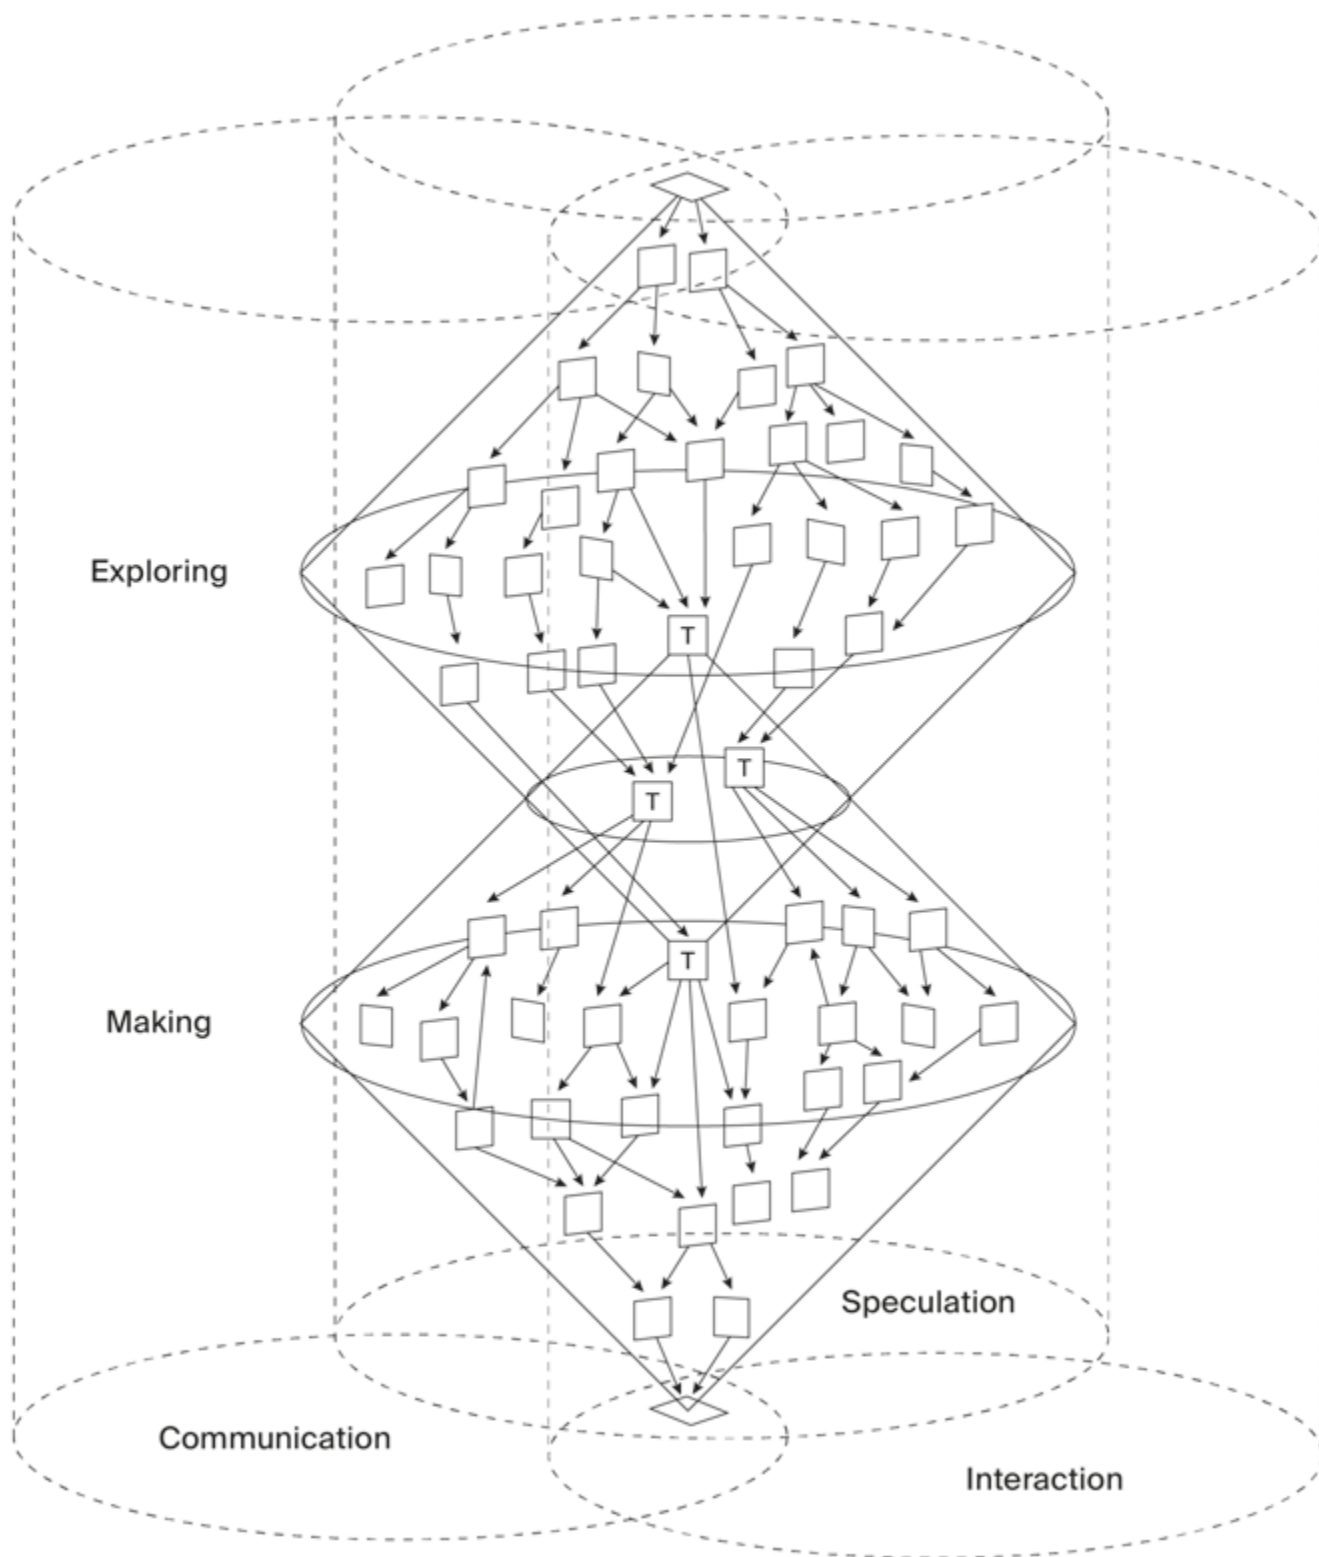 Exploring
T
T
T
Making
T
Speculation
Communication
Interaction